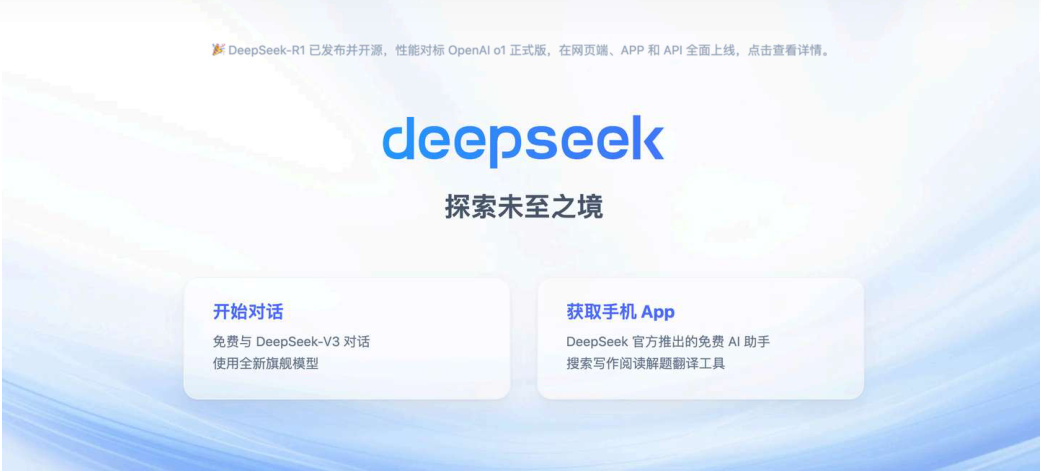 🎉 DeepSeek-R1 已发布并开源，性能对标 OpenAI o1 正式版，在网页端、APP 和 API 全面上线，点击查看详情。
deepseek
探索未至之境
开始对话
免费与 DeepSeek-V3 对话
使用全新旗舰模型
获取手机 App
DeepSeek 官方推出的免费 AI 助手
搜索写作阅读解题翻译工具